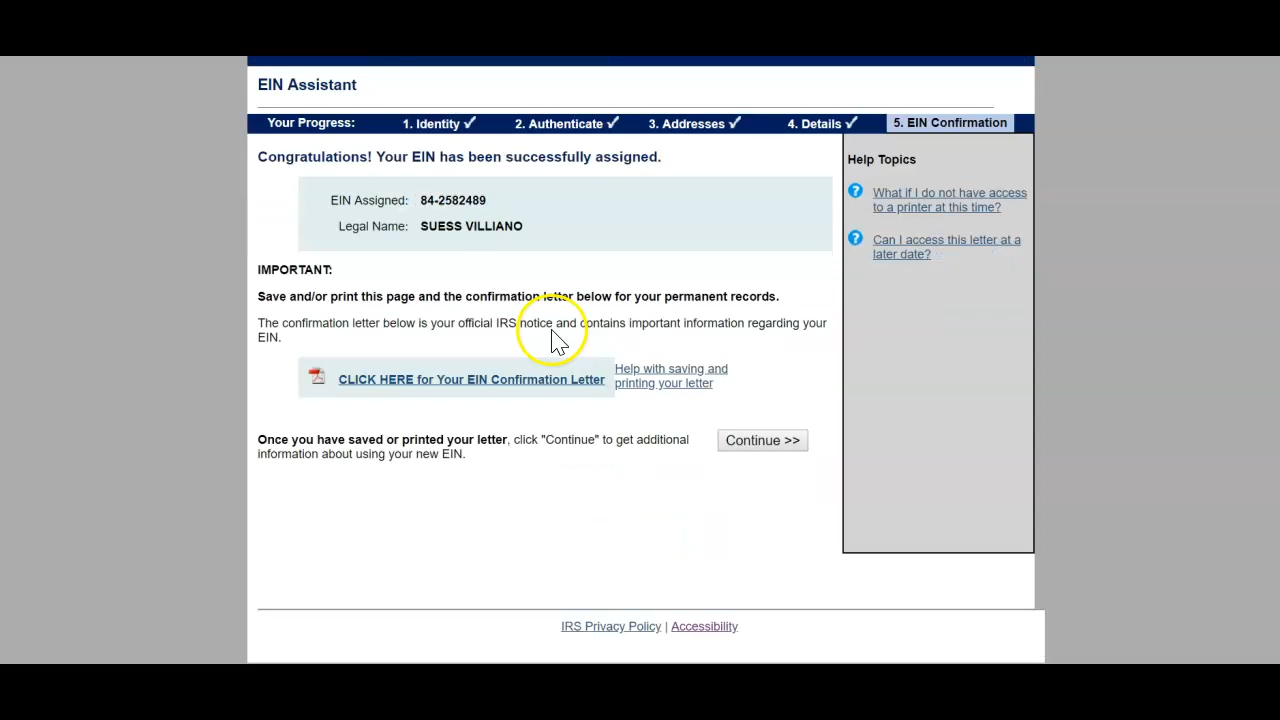 EIN Assistant
Your Progress: 1. Identity ✓ 2. Authenticate ✓ 3. Addresses ✓ 4. Details ✓ 5. EIN Confirmation
Congratulations! Your EIN has been successfully assigned.
EIN Assigned: 84-2582489
Legal Name: SUESS VILLIANO
IMPORTANT:
Save and/or print this page and the confirmation letter below for your permanent records.
The confirmation letter below is your official IRS notice and contains important information regarding your
EIN.
CLICK HERE for Your EIN Confirmation Letter
Help with saving and
printing your letter
Once you have saved or printed your letter, click "Continue" to get additional
information about using your new EIN.
Continue >>
Help Topics
What if I do not have access
to a printer at this time?
Can I access this letter at a
later date?
IRS Privacy Policy | Accessibility